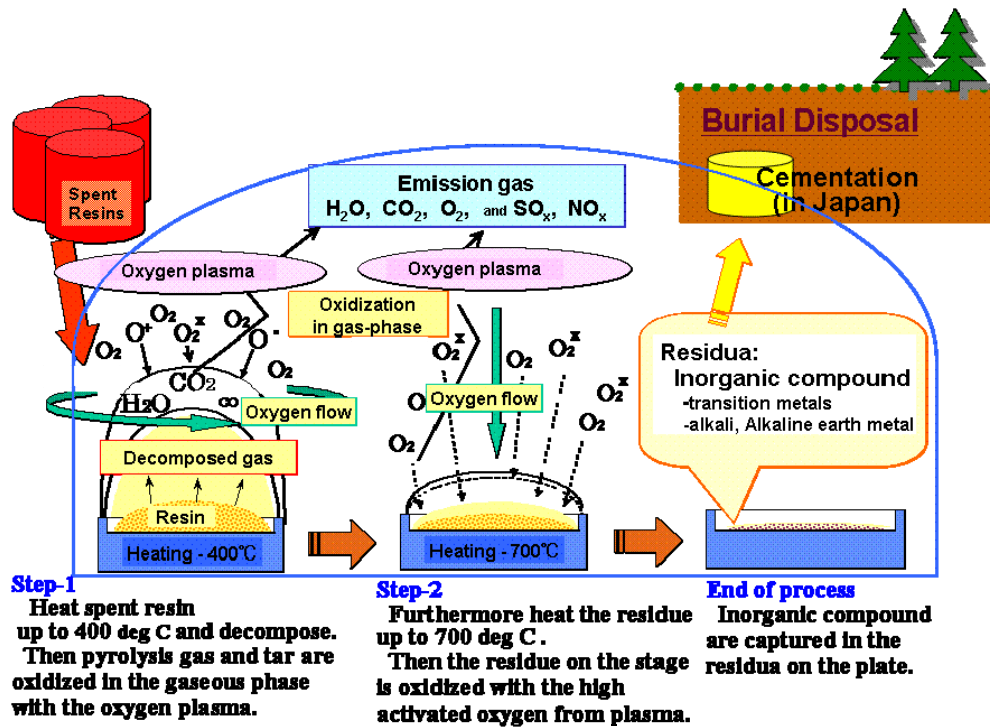 Spent
Resins
Burial Disposal
Cementation
(in Japan)
Emission gas
H₂O, CO₂, O₂, and SOₓ, NOₓ
Oxygen plasma
Oxygen plasma
Oxidization
in gas-phase
O₂
O⁺
O₂
O₂ˣ
O₂
O
O₂
CO₂
H₂O
Oxygen flow
Decomposed gas
Resin
Heating - 400℃
O₂ˣ
O₂
O₂ˣ
O₂ˣ
O
Oxygen flow
O₂
O₂
Heating - 700℃
Residua:
Inorganic compound
-transition metals
-alkali, Alkaline earth metal
Step-1
Heat spent resin
up to 400 deg C and decompose.
Then pyrolysis gas and tar are
oxidized in the gaseous phase
with the oxygen plasma.
Step-2
Furthermore heat the residue
up to 700 deg C .
Then the residue on the stage
is oxidized with the high
activated oxygen from plasma.
End of process
Inorganic compound
are captured in the
residua on the plate.